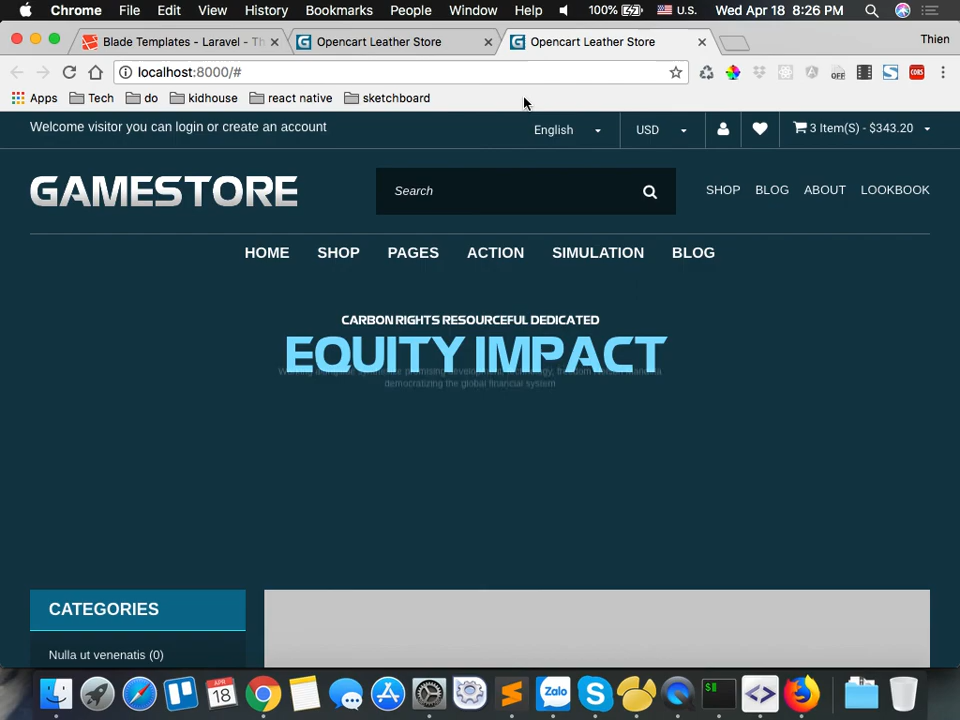 Chrome File Edit View History Bookmarks People Window Help 100% U.S. Wed Apr 18 8:26 PM
Blade Templates - Laravel - Th Opencart Leather Store Opencart Leather Store Thien
localhost:8000/# OFF CORS
Apps Tech do kidhouse react native sketchboard
Welcome visitor you can login or create an account English USD 3 Item(S) - $343.20
GAMESTORE Search SHOP BLOG ABOUT LOOKBOOK
HOME SHOP PAGES ACTION SIMULATION BLOG
CARBON RIGHTS RESOURCEFUL DEDICATED
EQUITY IMPACT
democratizing the global financial system
CATEGORIES
Nulla ut venenatis (0)
APR
18
Zalo